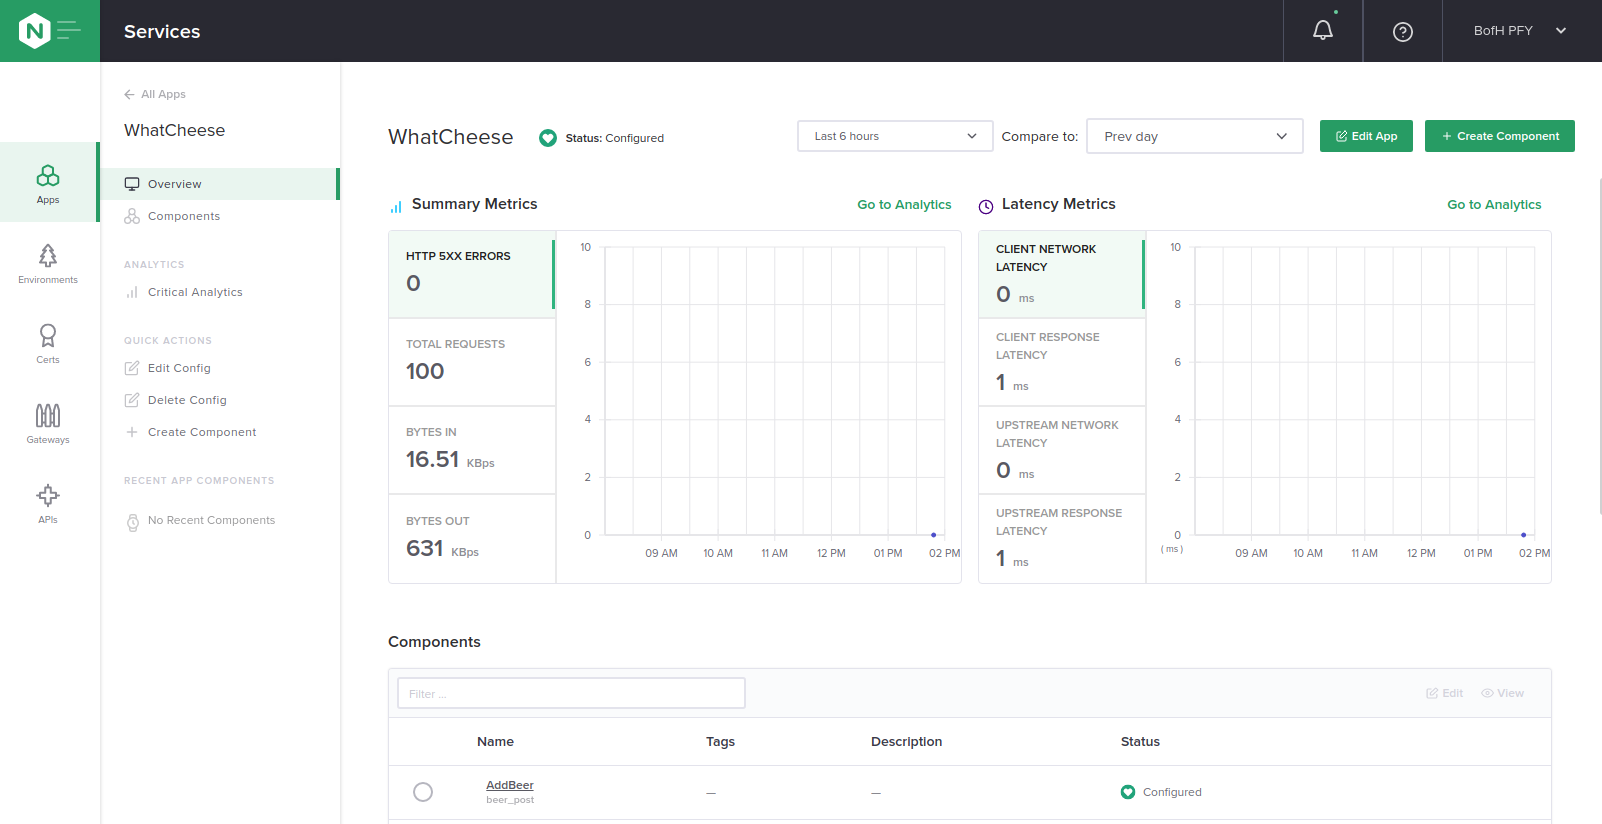 N
Services
BofH PFY
All Apps
WhatCheese
Overview
Components
ANALYTICS
Critical Analytics
QUICK ACTIONS
Edit Config
Delete Config
Create Component
RECENT APP COMPONENTS
No Recent Components
Apps
Environments
Certs
Gateways
APIs
WhatCheese
Status: Configured
Last 6 hours
Compare to:
Prev day
Edit App
+ Create Component
Summary Metrics
Go to Analytics
HTTP 5XX ERRORS
0
TOTAL REQUESTS
100
BYTES IN
16.51 KBps
BYTES OUT
631 KBps
10
8
6
4
2
0
09 AM 10 AM 11 AM 12 PM 01 PM 02 PM
Latency Metrics
Go to Analytics
CLIENT NETWORK
LATENCY
0 ms
CLIENT RESPONSE
LATENCY
1 ms
UPSTREAM NETWORK
LATENCY
0 ms
UPSTREAM RESPONSE
LATENCY
1 ms
10
8
6
4
2
0
( ms )
09 AM 10 AM 11 AM 12 PM 01 PM 02 PM
Components
Filter ...
Edit View
Name Tags Description Status
AddBeer — — Configured
beer_post